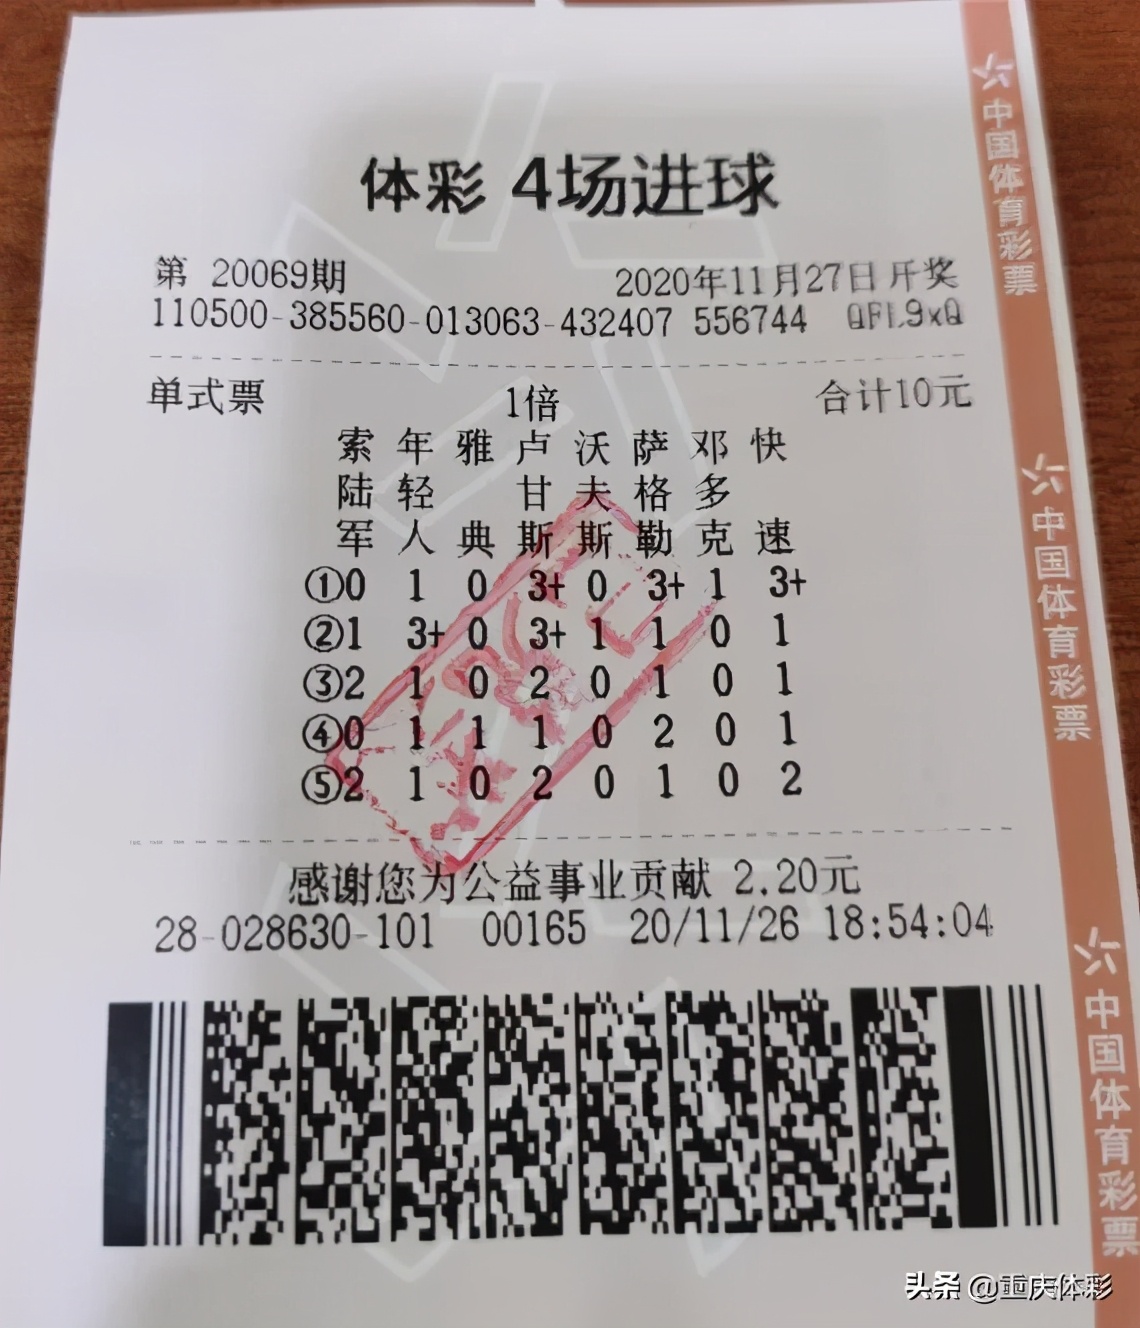 体彩 4场进球
第 20069期 2020年11月27日开奖
110500-385560-013063-432407 556744 QFL9xQ
单式票 1倍 合计10元
索 年 雅 卢 沃 萨 邓 快
陆 轻 甘 夫 格 多
军 人 典 斯 斯 勒 克 速
①0 1 0 3+ 0 3+ 1 3+
②1 3+ 0 3+ 1 1 0 1
③2 1 0 2 0 1 0 1
④0 1 1 1 0 2 0 1
⑤2 1 0 2 0 1 0 2
感谢您为公益事业贡献 2.20元
28-028630-101 00165 20/11/26 18:54:04
中国体育彩票
中国体育彩票
中国体育彩票
头条 @重庆体彩